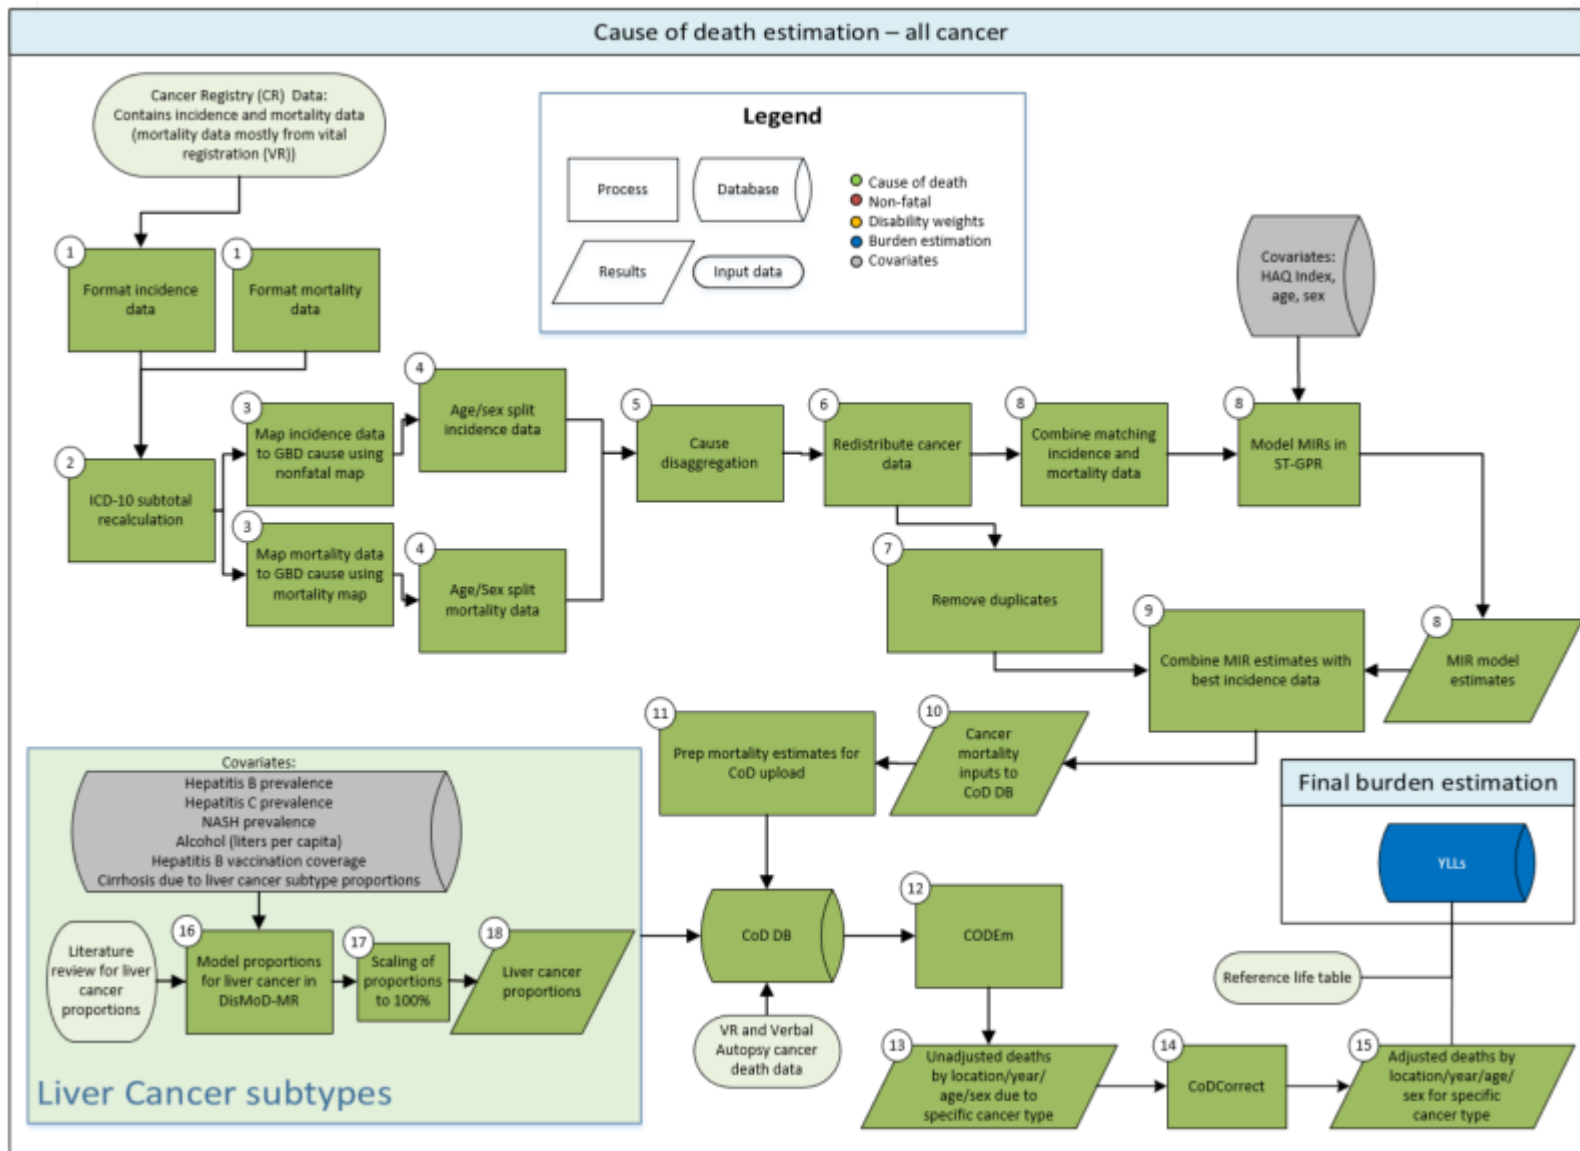 Cause of death estimation – all cancer
Cancer Registry (CR) Data:
Contains incidence and mortality data
(mortality data mostly from vital
registration (VR))
Legend
Process
Database
Results
Input data
Cause of death
Non-fatal
Disability weights
Burden estimation
Covariates
Covariates:
HAQ Index,
age, sex
1
Format incidence
data
1
Format mortality
data
2
ICD-10 subtotal
recalculation
3
Map incidence data
to GBD cause using
nonfatal map
3
Map mortality data
to GBD cause using
mortality map
4
Age/sex split
incidence data
4
Age/Sex split
mortality data
5
Cause
disaggregation
6
Redistribute cancer
data
8
Combine matching
incidence and
mortality data
8
Model MIRs in
ST-GPR
7
Remove duplicates
9
Combine MIR estimates with
best incidence data
8
MIR model
estimates
11
Prep mortality estimates for
CoD upload
10
Cancer
mortality
inputs to
CoD DB
Covariates:
Hepatitis B prevalence
Hepatitis C prevalence
NASH prevalence
Alcohol (liters per capita)
Hepatitis B vaccination coverage
Cirrhosis due to liver cancer subtype proportions
Literature
review for liver
cancer
proportions
16
Model proportions
for liver cancer in
DisMoD-MR
17
Scaling of
proportions
to 100%
18
Liver cancer
proportions
Liver Cancer subtypes
CoD DB
VR and Verbal
Autopsy cancer
death data
12
CODEm
13
Unadjusted deaths
by location/year/
age/sex due to
specific cancer type
14
CoDCorrect
15
Adjusted deaths by
location/year/age/
sex for specific
cancer type
Reference life table
Final burden estimation
YLLs